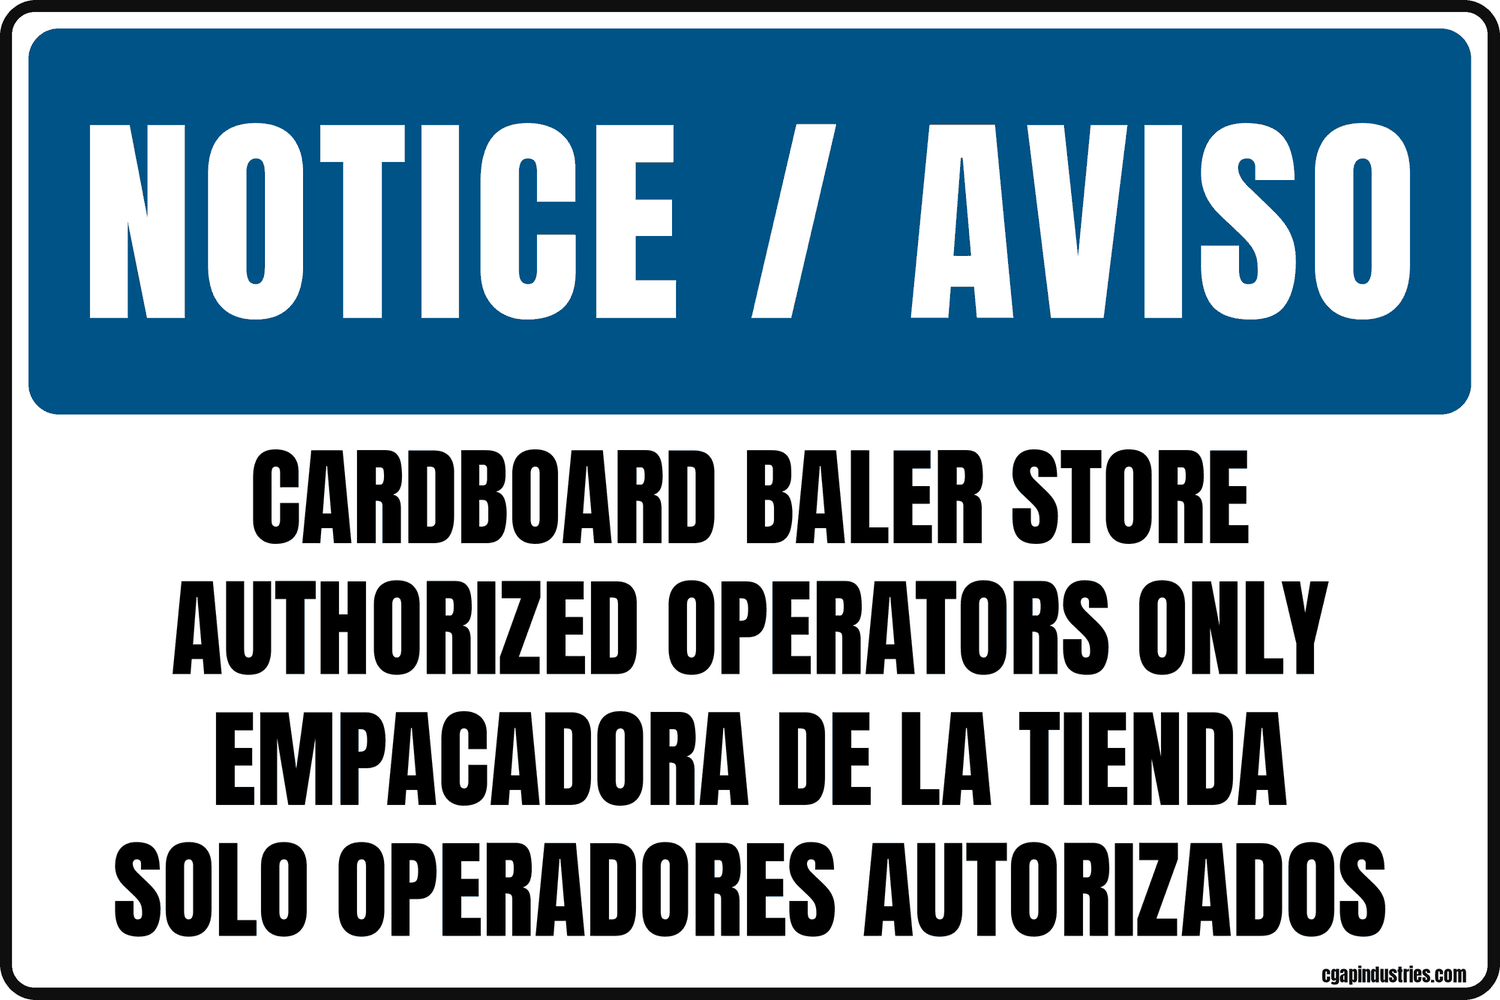 NOTICE / AVISO
CARDBOARD BALER STORE
AUTHORIZED OPERATORS ONLY
EMPACADORA DE LA TIENDA
SOLO OPERADORES AUTORIZADOS
cgapindustries.com